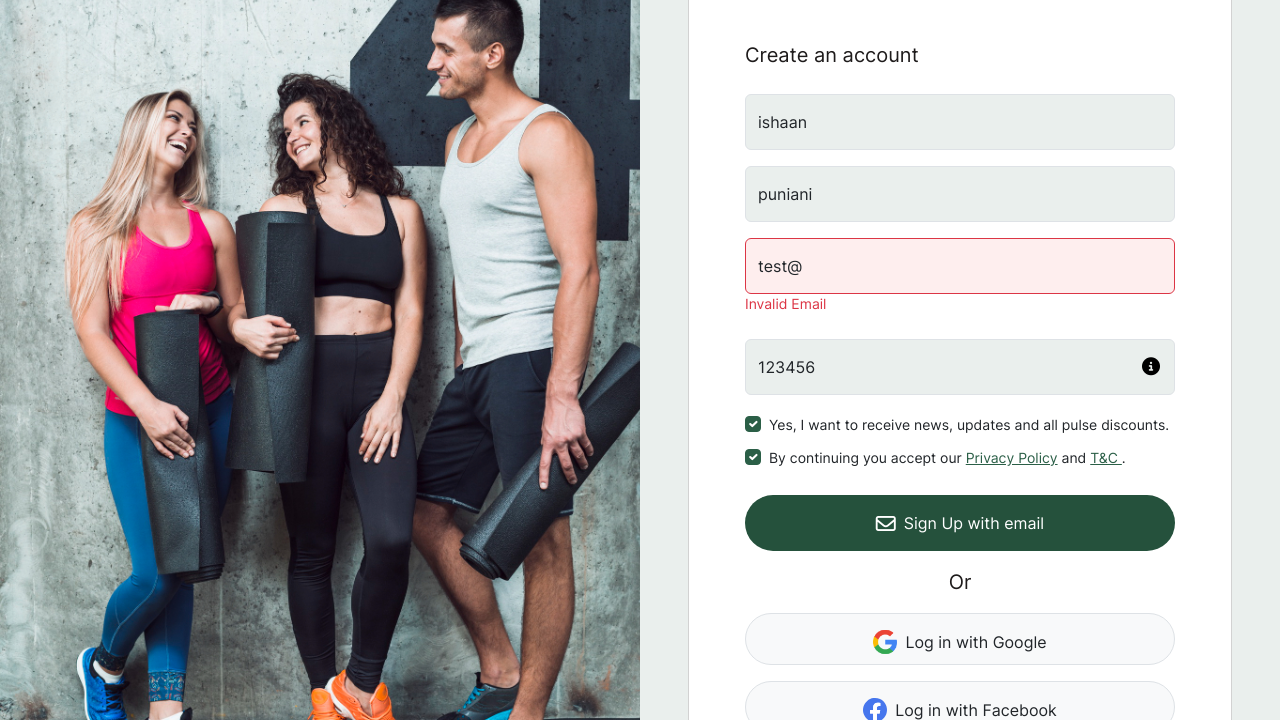 4
Create an account
ishaan
puniani
test@
Invalid Email
123456
Yes, I want to receive news, updates and all pulse discounts.
By continuing you accept our Privacy Policy and T&C .
Sign Up with email
Or
Log in with Google
Log in with Facebook